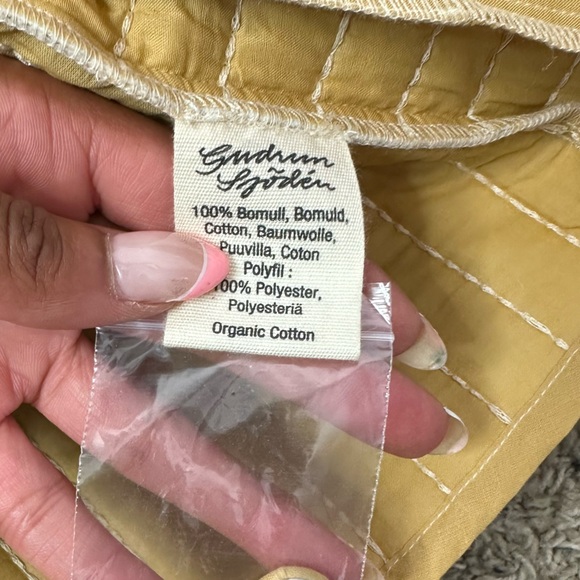 Gudrun
Sjödén
100% Bomull, Bomuld,
Cotton, Baumwolle,
Puuvilla, Coton
Polyfil :
100% Polyester,
Polyesteriä
Organic Cotton